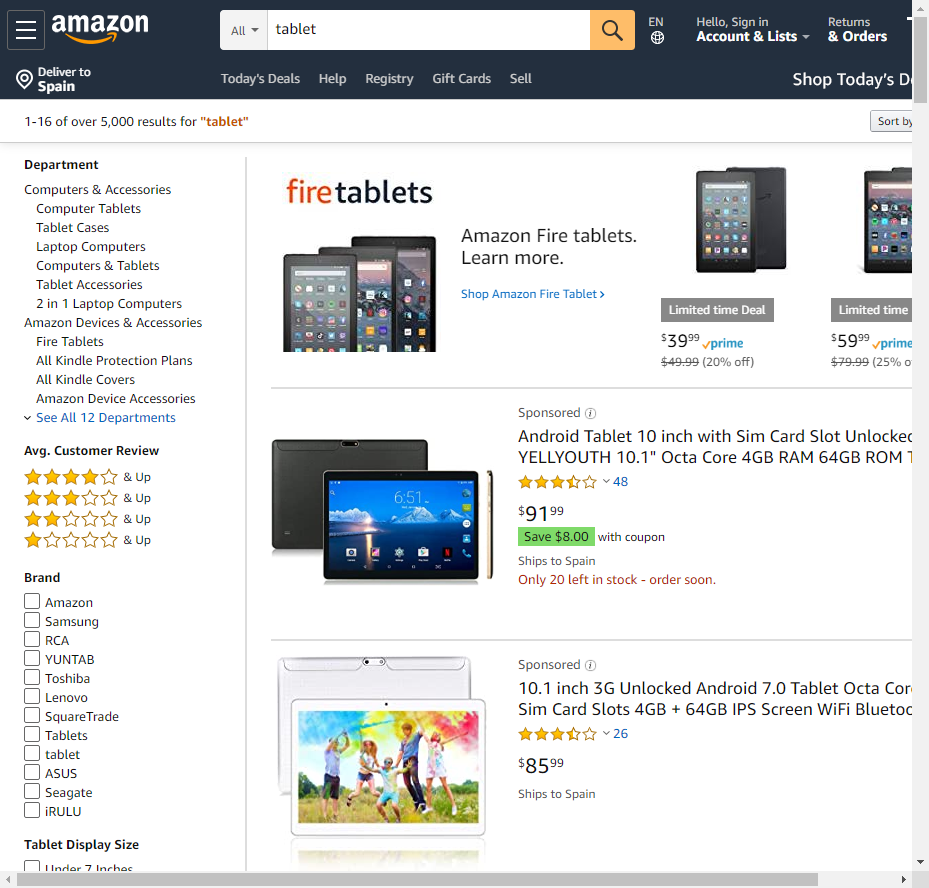 amazon
All
tablet
EN
Hello, Sign in
Account & Lists
Returns
& Orders
Deliver to
Spain
Today's Deals
Help
Registry
Gift Cards
Sell
Shop Today's D
1-16 of over 5,000 results for "tablet"
Sort by
Department
Computers & Accessories
Computer Tablets
Tablet Cases
Laptop Computers
Computers & Tablets
Tablet Accessories
2 in 1 Laptop Computers
Amazon Devices & Accessories
Fire Tablets
All Kindle Protection Plans
All Kindle Covers
Amazon Device Accessories
See All 12 Departments
Avg. Customer Review
& Up
& Up
& Up
& Up
Brand
Amazon
Samsung
RCA
YUNTAB
Toshiba
Lenovo
SquareTrade
Tablets
tablet
ASUS
Seagate
iRULU
Tablet Display Size
Under 7 Inches
fire tablets
Amazon Fire tablets.
Learn more.
Shop Amazon Fire Tablet
Limited time Deal
$39.99 prime
$49.99 (20% off)
Limited time
$59.99 prime
$79.99 (25% o
Sponsored
Android Tablet 10 inch with Sim Card Slot Unlocked
YELLYOUTH 10.1" Octa Core 4GB RAM 64GB ROM
6:51
48
$91.99
Save $8.00 with coupon
Ships to Spain
Only 20 left in stock - order soon.
Sponsored
10.1 inch 3G Unlocked Android 7.0 Tablet Octa Cor
Sim Card Slots 4GB + 64GB IPS Screen WiFi Bluetoo
26
$85.99
Ships to Spain